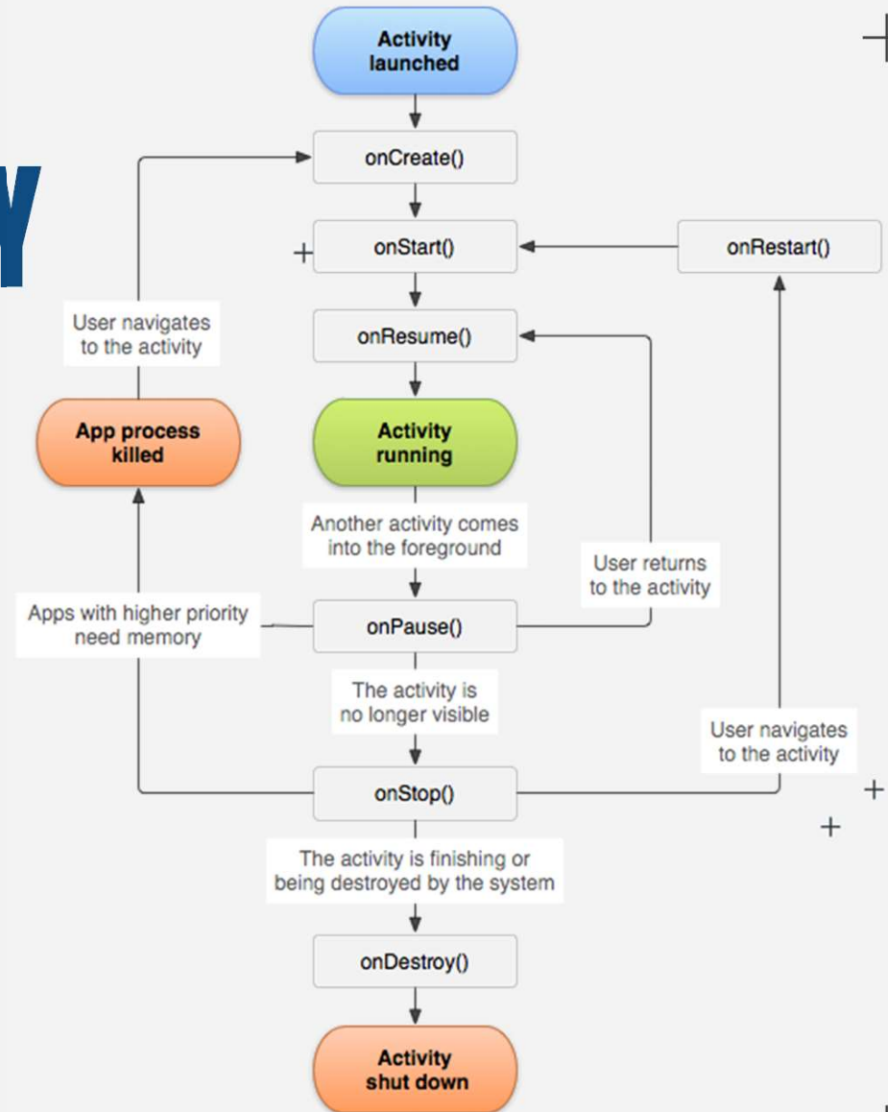 Activity
launched
onCreate()
Y
onStart()
onRestart()
User navigates
to the activity
onResume()
App process
killed
Activity
running
Another activity comes
into the foreground
User returns
to the activity
Apps with higher priority
need memory
onPause()
The activity is
no longer visible
User navigates
to the activity
onStop()
The activity is finishing or
being destroyed by the system
onDestroy()
Activity
shut down